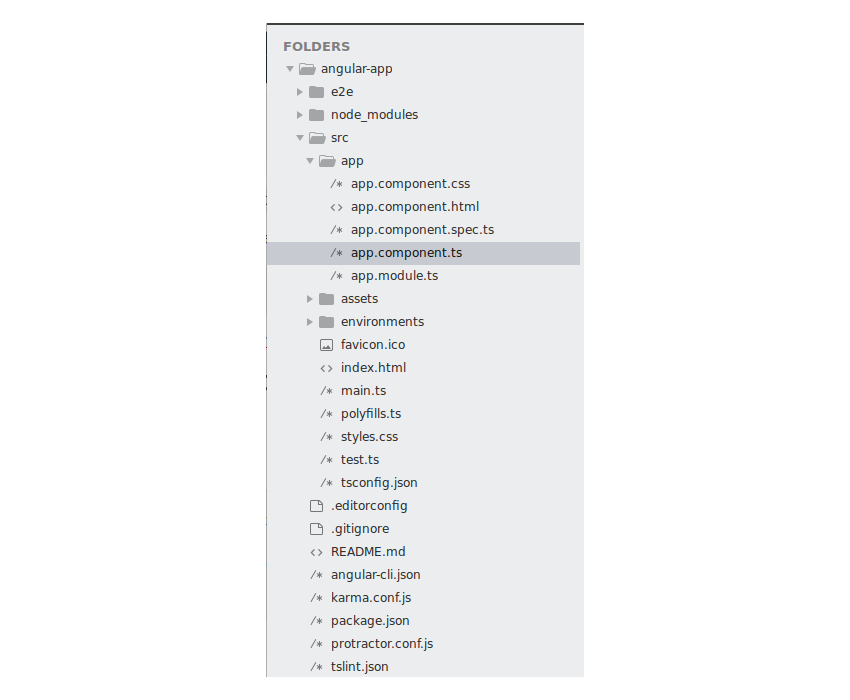 FOLDERS
angular-app
e2e
node_modules
src
app
app.component.css
app.component.html
app.component.spec.ts
app.component.ts
app.module.ts
assets
environments
favicon.ico
index.html
main.ts
polyfills.ts
styles.css
test.ts
tsconfig.json
.editorconfig
.gitignore
README.md
angular-cli.json
karma.conf.js
package.json
protractor.conf.js
tslint.json